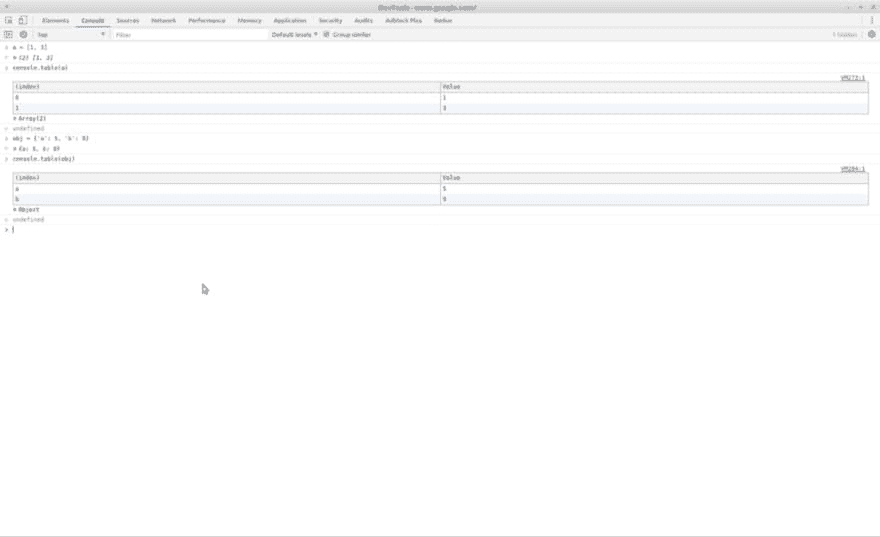 DevTools - www.google.com/
Elements Console Sources Network Performance Memory Application Security Audits Adblock Plus Redux
top Filter Default levels Group similar 1 hidden
a = [1, 3]
(2) [1, 3]
console.table(a)
VM273:1
(index) Value
0 1
1 3
Array(2)
undefined
obj = {'a': 5, 'b': 9}
{a: 5, b: 9}
console.table(obj)
(index) Value
a 5
b 9
Object
undefined